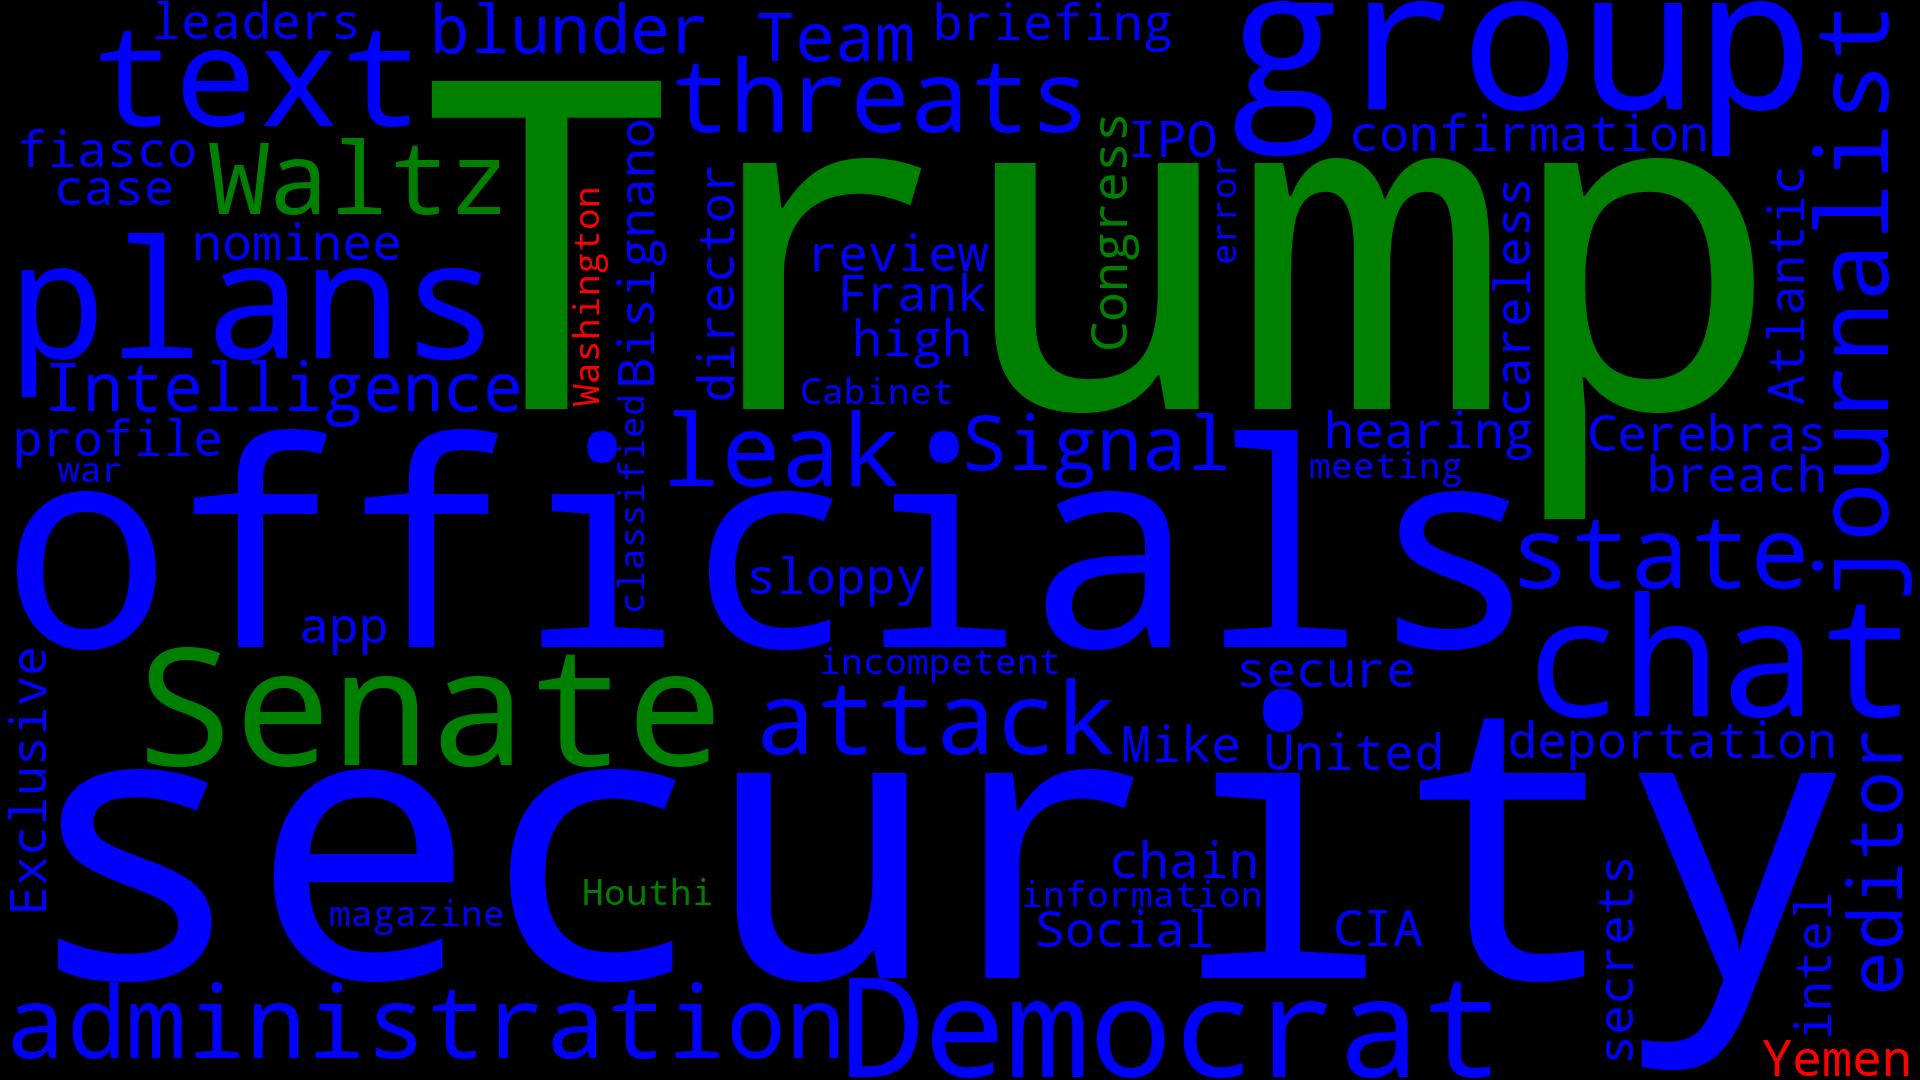 leaders
text
blunder
Team
briefing
group
journalist
threats
fiasco
case
Waltz
Trump
Congress
IPO
confirmation
Washington
Bisignano
director
error
careless
Atlantic
nominee
plans
review
Frank
high
Cabinet
Intelligence
profile
war
officials
classified
leak
Signal
hearing
meeting
Cerebras
breach
state
sloppy
app
chat
Exclusive
Senate
incompetent
secure
attack
Mike
United
deportation
editor
security
chain
information
Social
CIA
Houthi
magazine
secrets
intel
administration
Democrat
Yemen